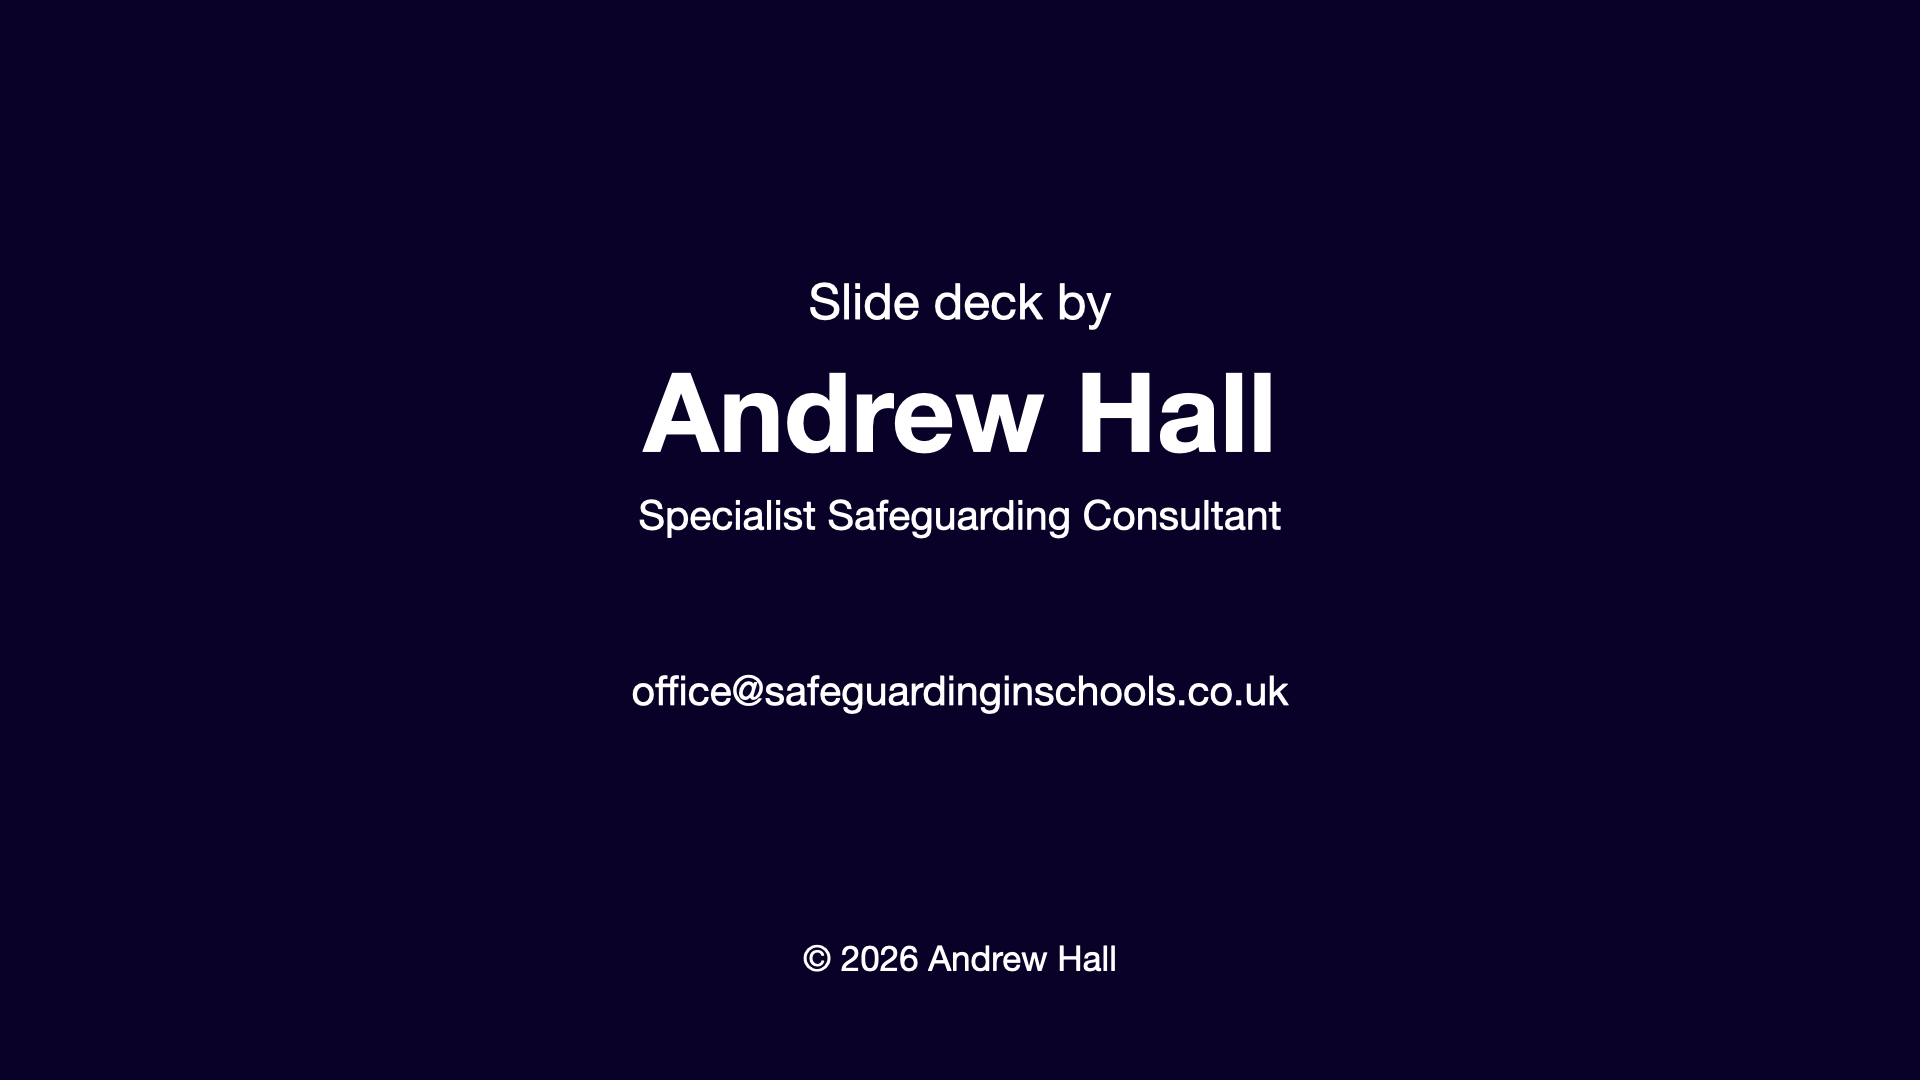 Slide deck by
Andrew Hall
Specialist Safeguarding Consultant
office@safeguardinginschools.co.uk
© 2026 Andrew Hall